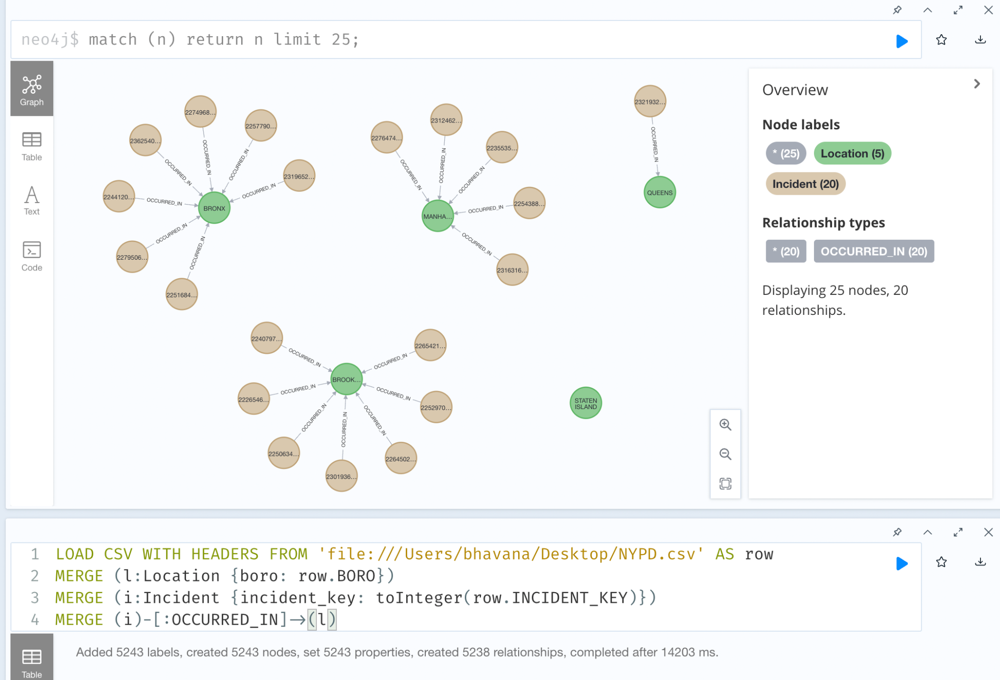 neo4j$ match (n) return n limit 25;
Graph
Table
Text
Code
2274968...
2257790...
2362540...
2319652...
2244120...
2279506...
2251684...
BRONX
OCCURRED_IN
OCCURRED_IN
OCCURRED_IN
OCCURRED_IN
OCCURRED_IN
OCCURRED_IN
OCCURRED_IN
2312462...
2276474...
2235535...
2254388...
2316316...
MANHA...
OCCURRED_IN
OCCURRED_IN
OCCURRED_IN
OCCURRED_IN
OCCURRED_IN
2321932...
OCCURRED_IN
QUEENS
2240797...
2265421...
2226546...
2252970...
2250634...
2301936...
2264502...
BROOK...
OCCURRED_IN
OCCURRED_IN
OCCURRED_IN
OCCURRED_IN
OCCURRED_IN
OCCURRED_IN
OCCURRED_IN
STATEN
ISLAND
Overview
Node labels
* (25) Location (5)
Incident (20)
Relationship types
* (20) OCCURRED_IN (20)
Displaying 25 nodes, 20
relationships.
1 LOAD CSV WITH HEADERS FROM 'file:///Users/bhavana/Desktop/NYPD.csv' AS row
2 MERGE (l:Location {boro: row.BORO})
3 MERGE (i:Incident {incident_key: toInteger(row.INCIDENT_KEY)})
4 MERGE (i)-[:OCCURRED_IN]->(l)
Table
Added 5243 labels, created 5243 nodes, set 5243 properties, created 5238 relationships, completed after 14203 ms.